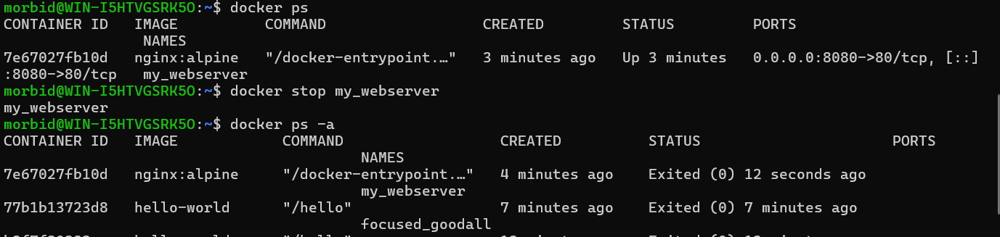 morbid@WIN-I5HTVGSRK5O:~$ docker ps
CONTAINER ID   IMAGE          COMMAND                  CREATED         STATUS         PORTS
                NAMES
7e67027fb10d   nginx:alpine   "/docker-entrypoint.…"   3 minutes ago   Up 3 minutes   0.0.0.0:8080->80/tcp, [::]
:8080->80/tcp   my_webserver
morbid@WIN-I5HTVGSRK5O:~$ docker stop my_webserver
my_webserver
morbid@WIN-I5HTVGSRK5O:~$ docker ps -a
CONTAINER ID   IMAGE            COMMAND                  CREATED          STATUS                      PORTS
                                         NAMES
7e67027fb10d   nginx:alpine     "/docker-entrypoint.…"   4 minutes ago    Exited (0) 12 seconds ago
                                         my_webserver
77b1b13723d8   hello-world      "/hello"                 7 minutes ago    Exited (0) 7 minutes ago
                                         focused_goodall